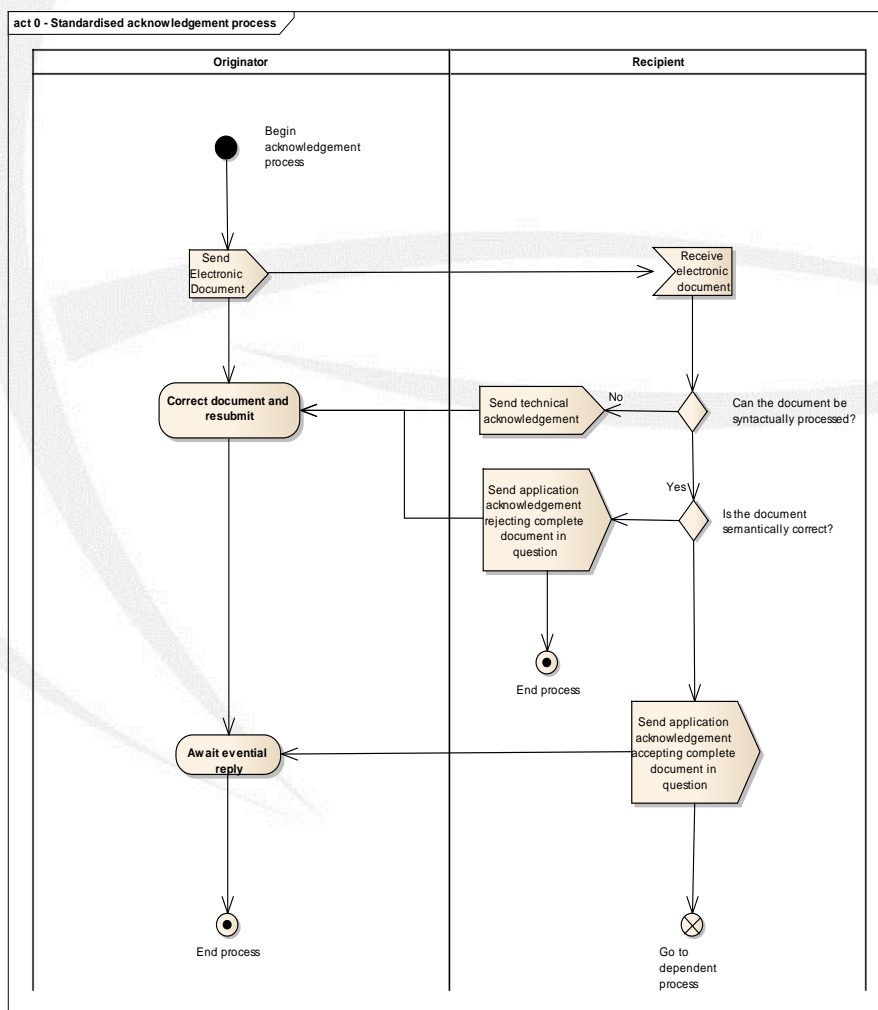 act 0 - Standardised acknowledgement process
Originator
Recipient
Begin
acknowledgement
process
Send
Electronic
Document
Receive
electronic
document
Correct document and
resubmit
Send technical
acknowledgement
No
Can the document be
syntactually processed?
Yes
Send application
acknowledgement
rejecting complete
document in
question
Is the document
semantically correct?
End process
Send application
acknowledgement
accepting complete
document in
question
Await evential
reply
End process
Go to
dependent
process